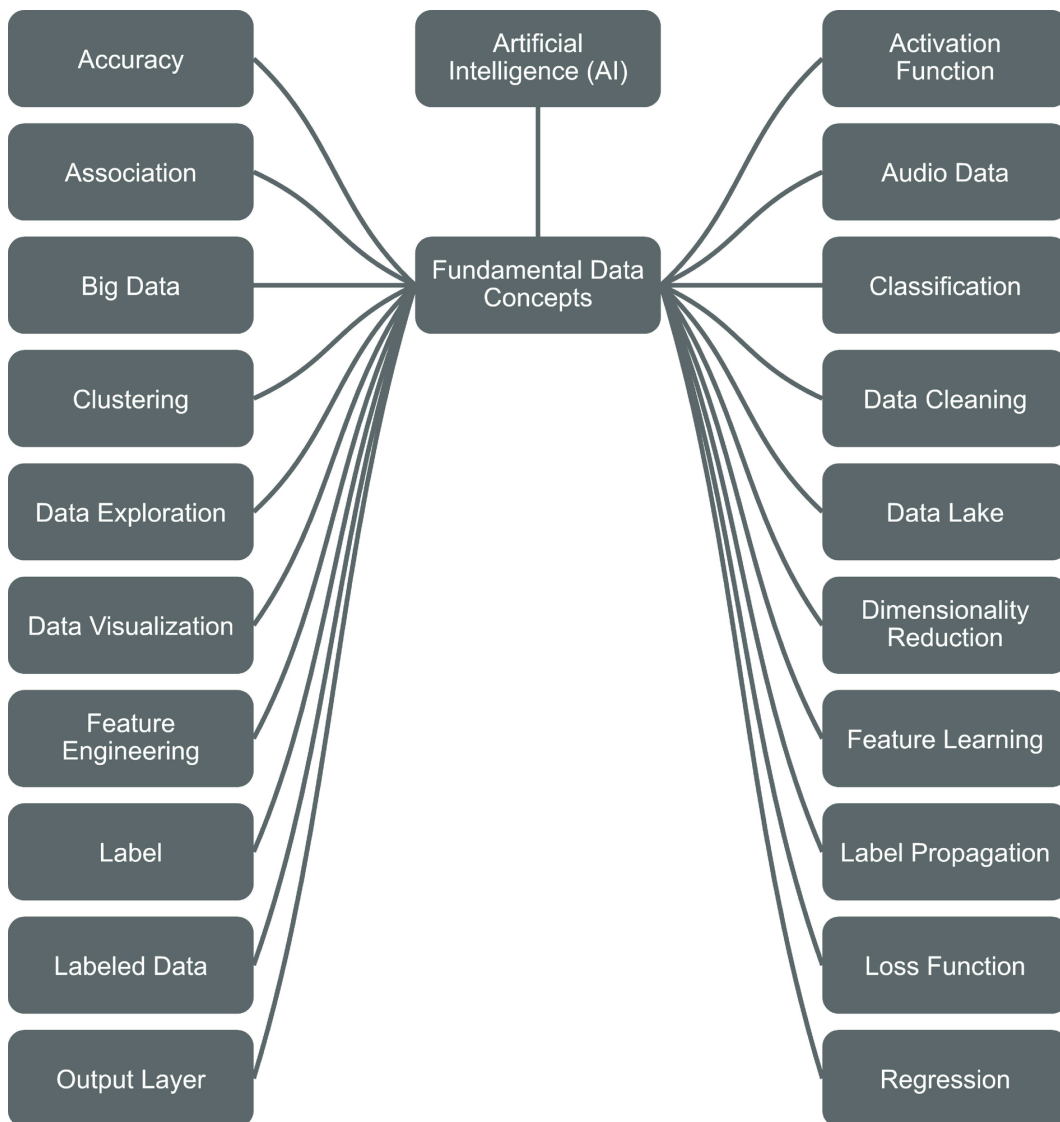 Accuracy
Artificial
Intelligence (AI)
Activation
Function
Association
Audio Data
Big Data
Fundamental Data
Concepts
Classification
Clustering
Data Cleaning
Data Exploration
Data Lake
Data Visualization
Dimensionality
Reduction
Feature
Engineering
Feature Learning
Label
Label Propagation
Labeled Data
Loss Function
Output Layer
Regression